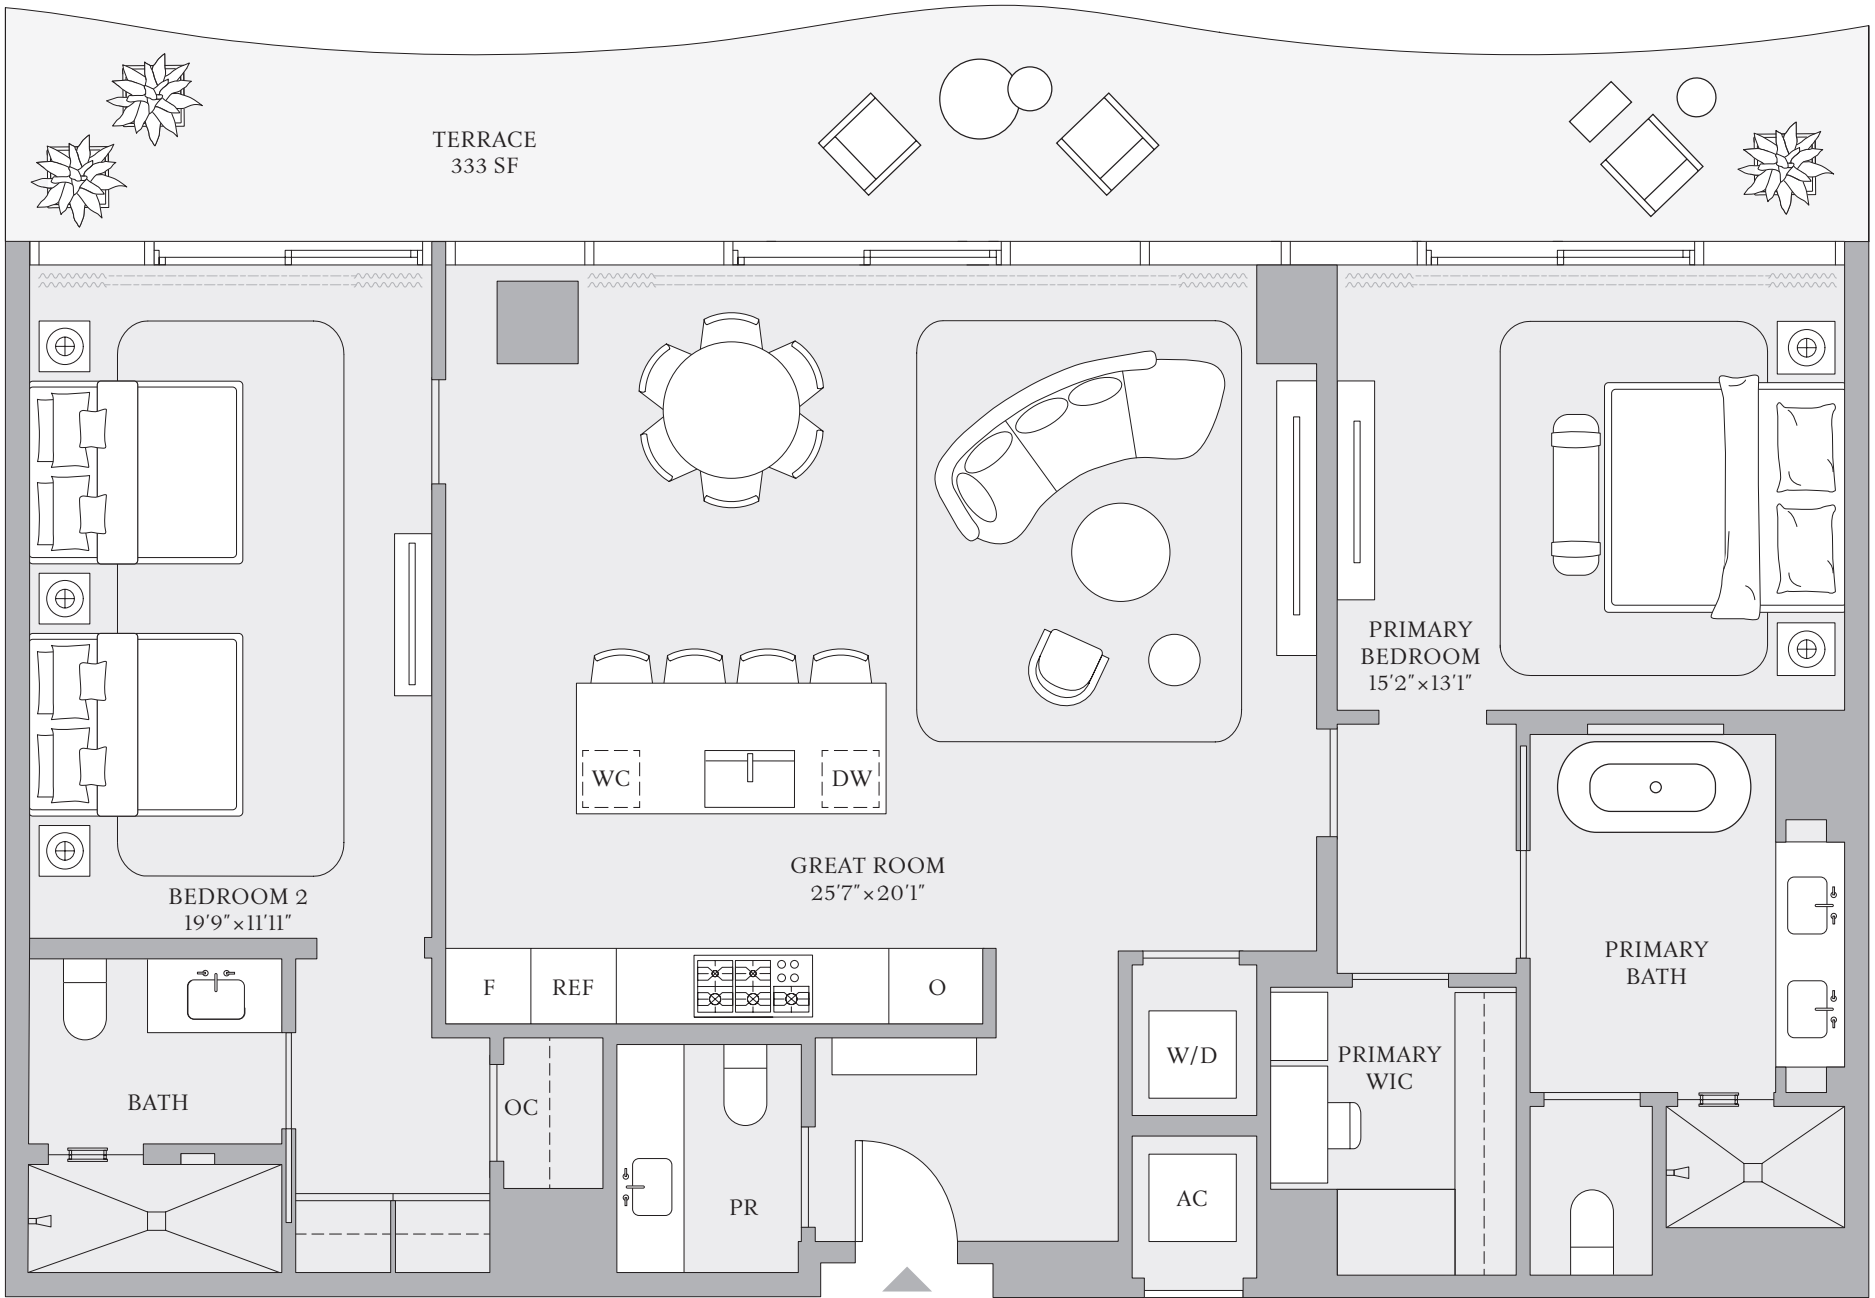 TERRACE
333 SF
PRIMARY
BEDROOM
15'2"×13'1"
WC
DW
GREAT ROOM
25'7"×20'1"
BEDROOM 2
19'9"×11'11"
PRIMARY
BATH
F
REF
O
W/D
PRIMARY
WIC
BATH
OC
PR
AC